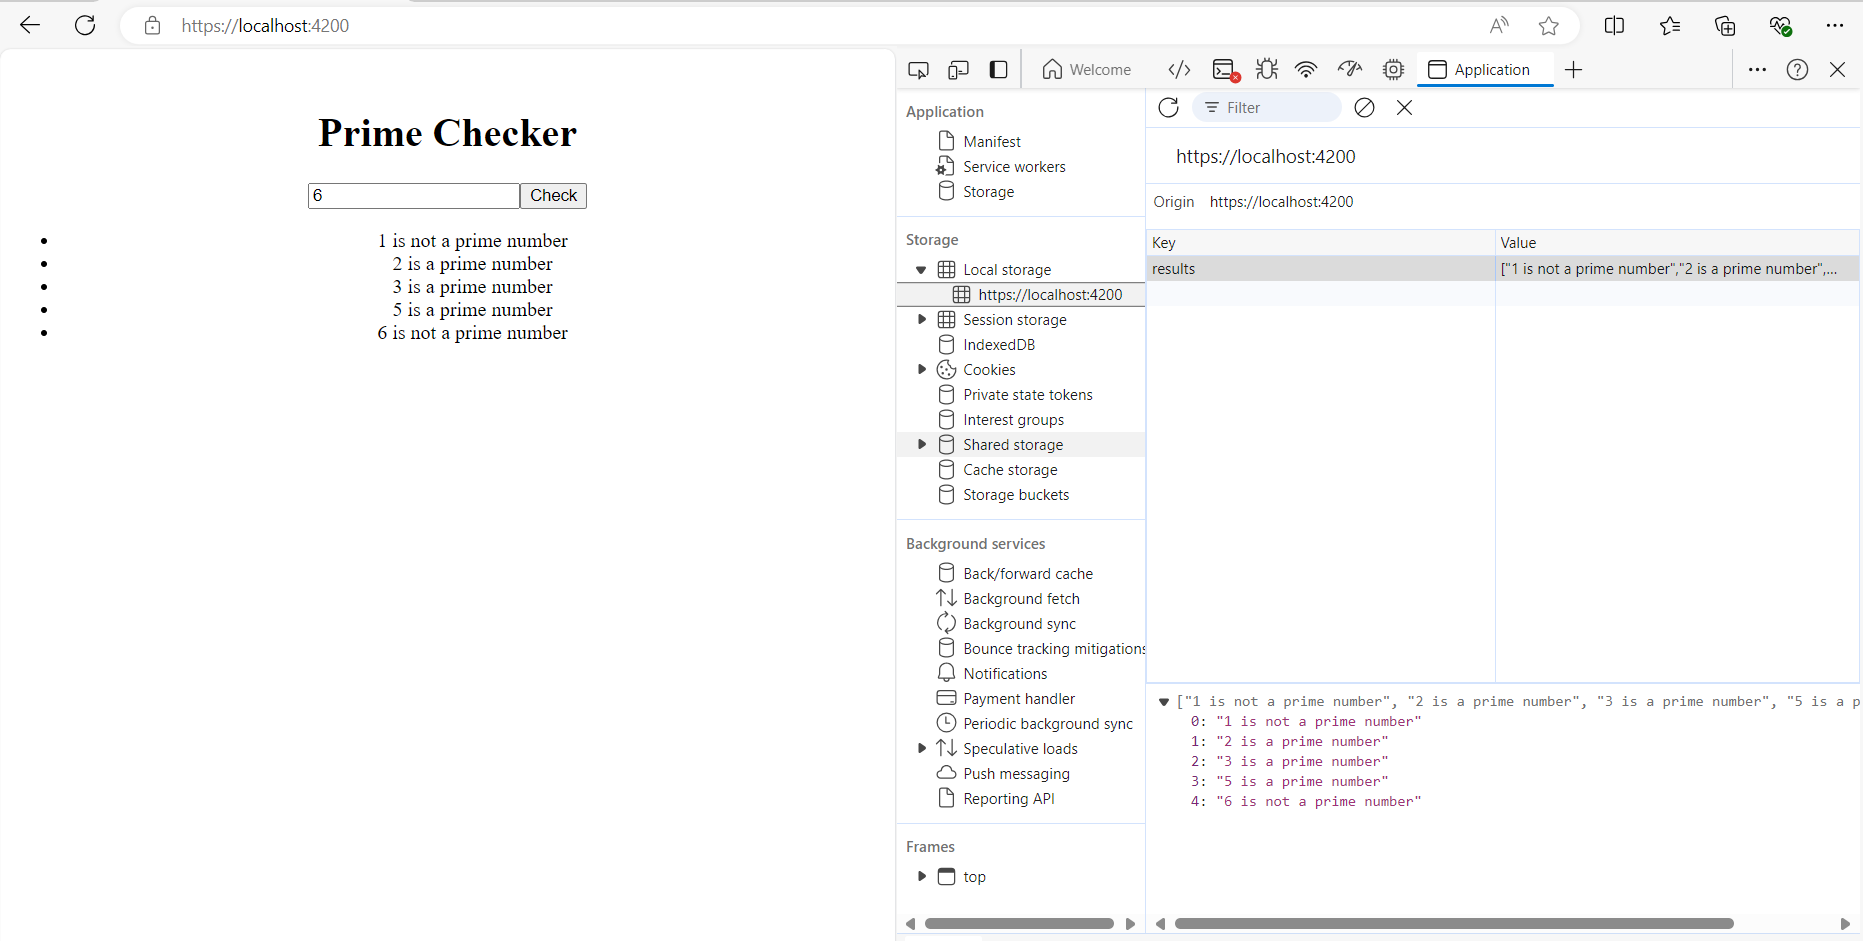 https://localhost:4200
Welcome
Application
Prime Checker
6
Check
1 is not a prime number
2 is a prime number
3 is a prime number
5 is a prime number
6 is not a prime number
Application
Manifest
Service workers
Storage
Storage
Local storage
https://localhost:4200
Session storage
IndexedDB
Cookies
Private state tokens
Interest groups
Shared storage
Cache storage
Storage buckets
Background services
Back/forward cache
Background fetch
Background sync
Bounce tracking mitigations
Notifications
Payment handler
Periodic background sync
Speculative loads
Push messaging
Reporting API
Frames
top
Filter
https://localhost:4200
Origin https://localhost:4200
Key Value
results ["1 is not a prime number","2 is a prime number",...
["1 is not a prime number", "2 is a prime number", "3 is a prime number", "5 is a p
0: "1 is not a prime number"
1: "2 is a prime number"
2: "3 is a prime number"
3: "5 is a prime number"
4: "6 is not a prime number"